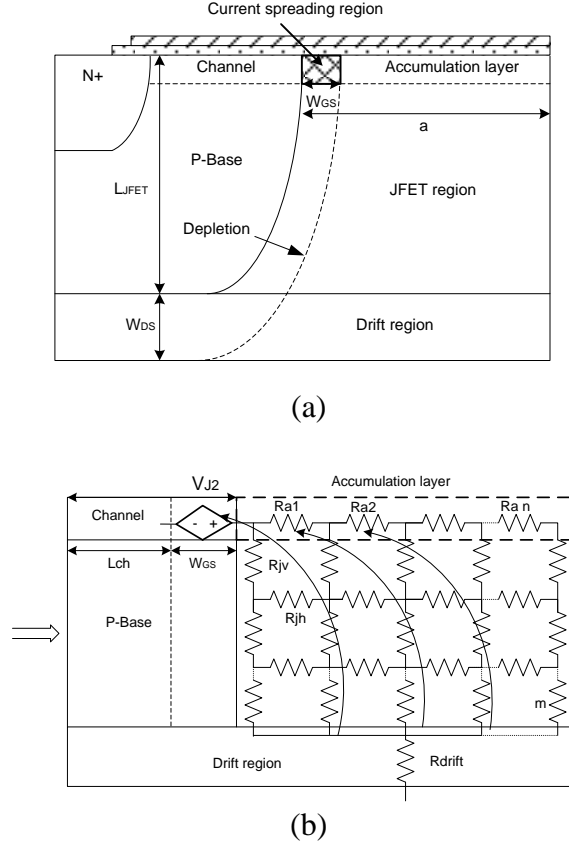 Current spreading region
N+
Channel
Accumulation layer
WGS
a
P-Base
LJFET
JFET region
Depletion
WDS
Drift region
(a)
VJ2
Accumulation layer
Channel
- +
Ra1
Ra2
Ra n
Lch
WGS
Rjv
P-Base
Rjh
m
Drift region
Rdrift
(b)